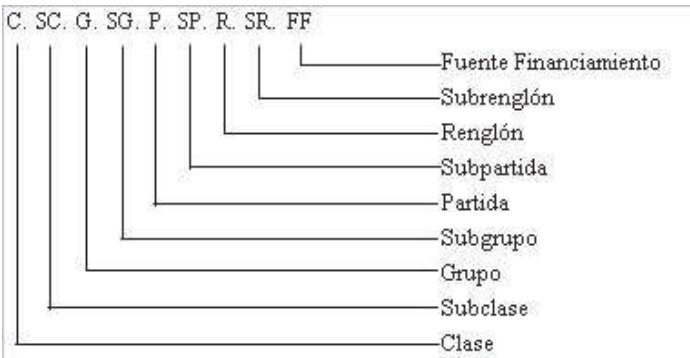 C. SC. G. SG. P. SP. R. SR. FF
Fuente Financiamiento
Subrenglón
Renglón
Subpartida
Partida
Subgrupo
Grupo
Subclase
Clase